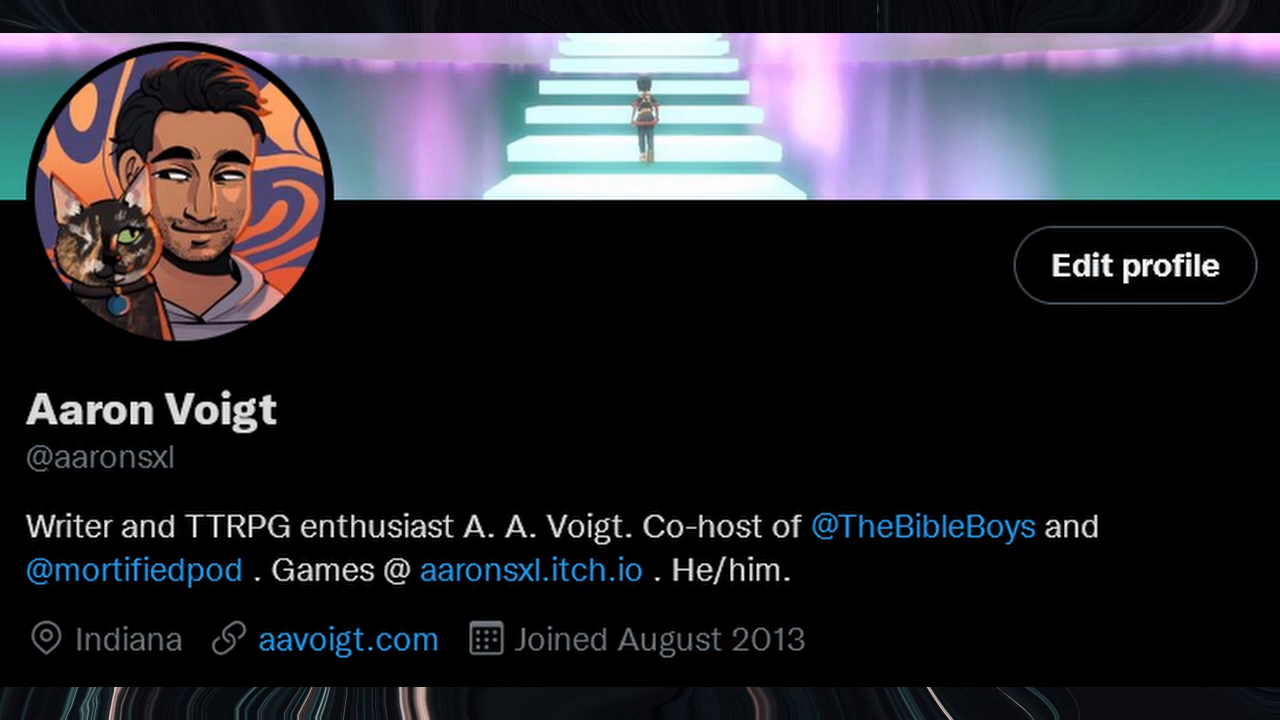 Edit profile
Aaron Voigt
@aaronsxl
Writer and TTRPG enthusiast A. A. Voigt. Co-host of @TheBibleBoys and
@mortifiedpod . Games @ aaronsxl.itch.io . He/him.
Indiana aavoigt.com Joined August 2013